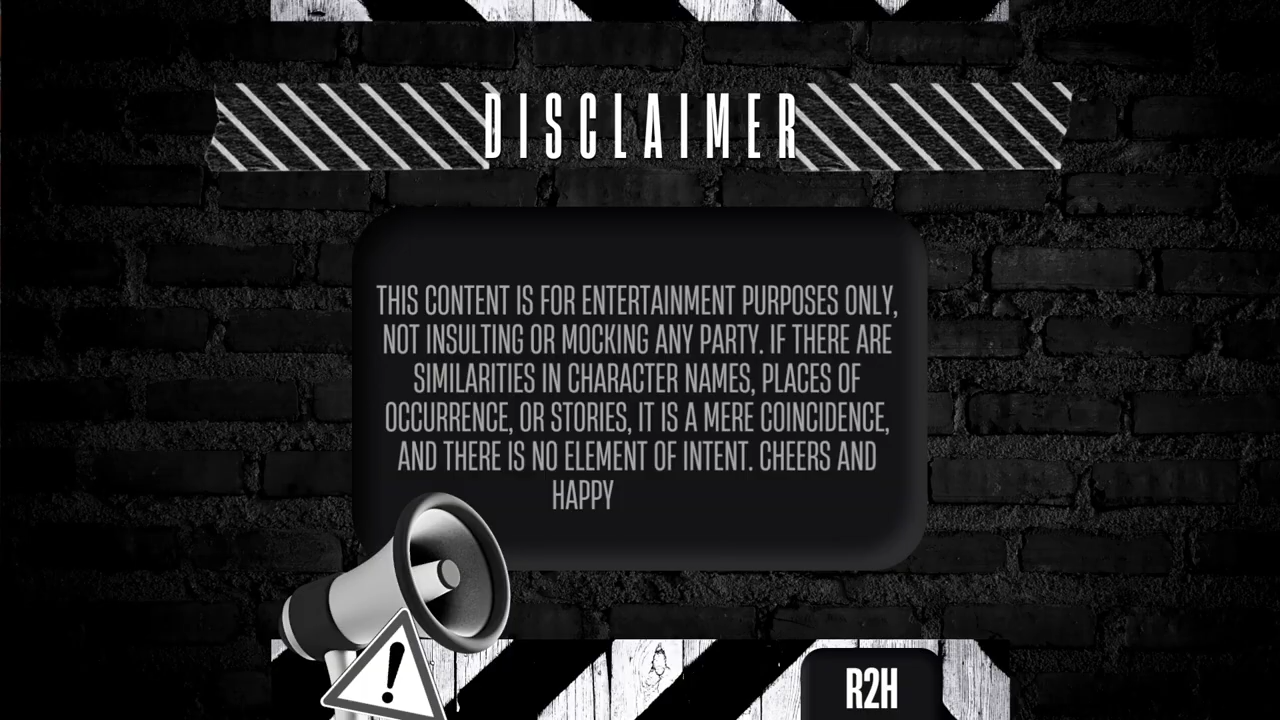 DISCLAIMER
THIS CONTENT IS FOR ENTERTAINMENT PURPOSES ONLY,
NOT INSULTING OR MOCKING ANY PARTY. IF THERE ARE
SIMILARITIES IN CHARACTER NAMES, PLACES OF
OCCURRENCE, OR STORIES, IT IS A MERE COINCIDENCE,
AND THERE IS NO ELEMENT OF INTENT. CHEERS AND
HAPPY
R2H